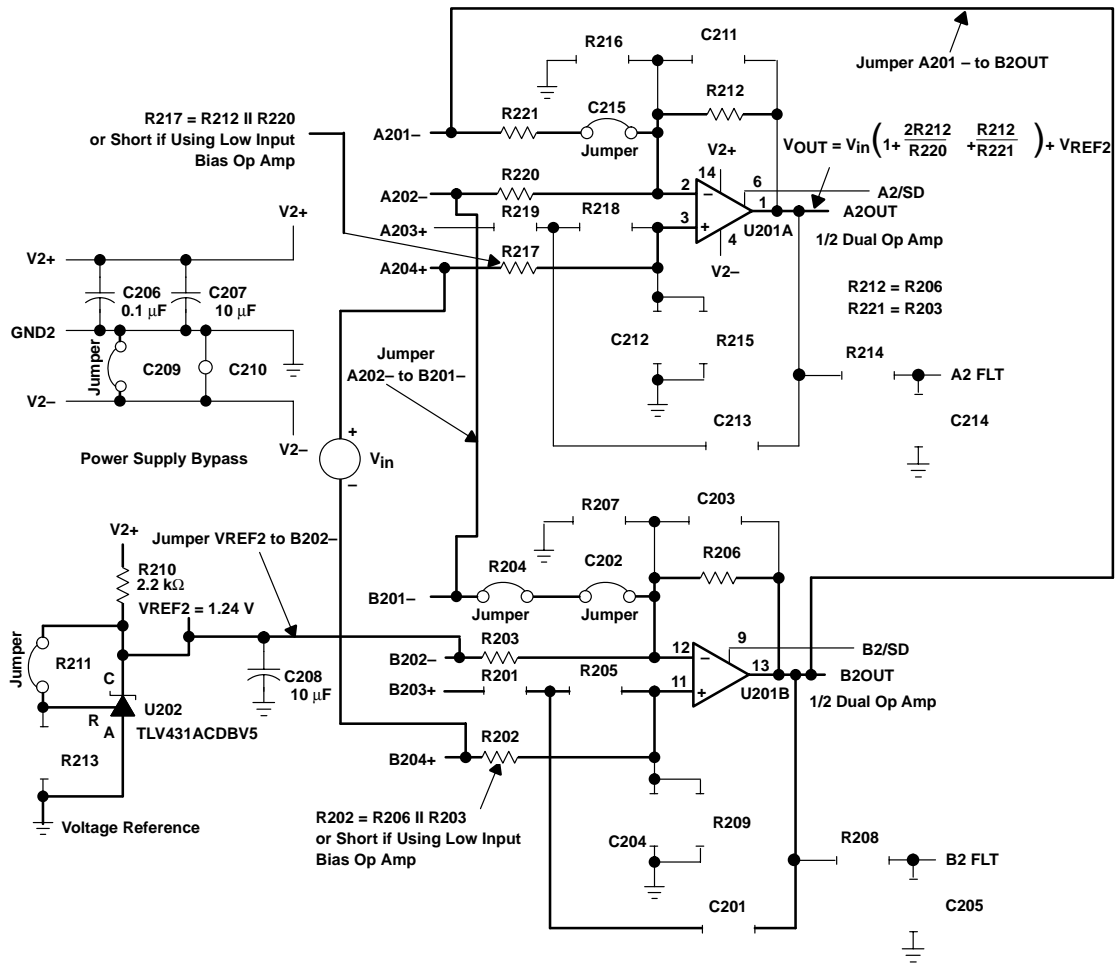 R216
C211
Jumper A201 – to B2OUT
R212
R217 = R212 II R220
or Short if Using Low Input
Bias Op Amp
A201–
R221
C215
Jumper
V2+
14
VOUT = Vin(1+ 2R212/R220 + R212/R221) + VREF2
R220
A202–
2
–
6
A2/SD
1
A2OUT
R219
R218
A203+
3
+
U201A
4
V2–
1/2 Dual Op Amp
R217
A204+
V2+
V2+
C206
0.1 μF
C207
10 μF
R212 = R206
R221 = R203
GND2
Jumper
C209
C210
V2–
V2–
Power Supply Bypass
Jumper
A202– to B201–
C212
R215
R214
A2 FLT
C213
C214
+
Vin
–
R207
C203
V2+
Jumper VREF2 to B202–
R206
R210
2.2 kΩ
VREF2 = 1.24 V
R204
C202
B201–
Jumper
Jumper
Jumper
R211
C
R
A
U202
TLV431ACDBV5
C208
10 μF
R203
B202–
12
–
9
B2/SD
13
B2OUT
R201
R205
B203+
11
+
U201B
1/2 Dual Op Amp
R202
B204+
R213
Voltage Reference
R202 = R206 II R203
or Short if Using Low Input
Bias Op Amp
C204
R209
R208
B2 FLT
C201
C205